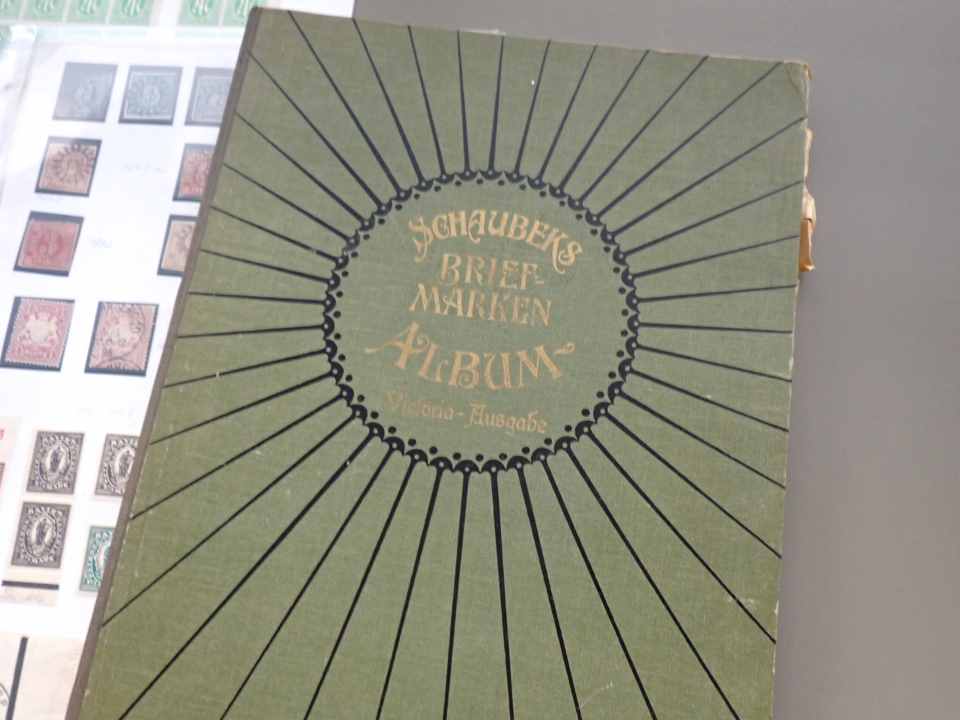 SCHAUBEKS
BRIEF-
MARKEN
ALBUM
Victoria-Ausgabe